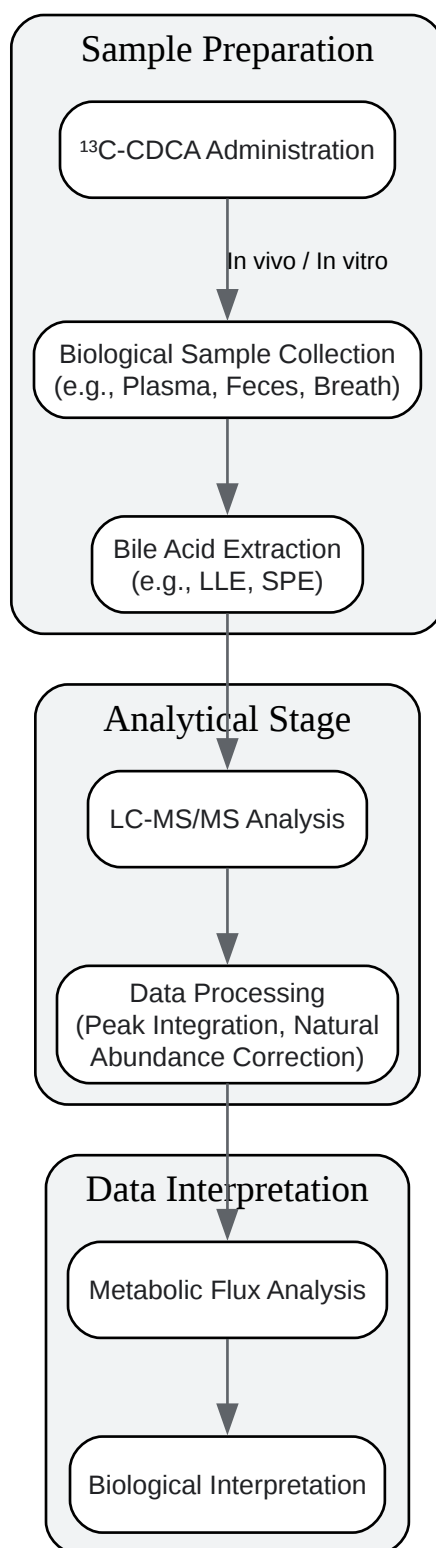 Sample Preparation
¹³C-CDCA Administration
In vivo / In vitro
Biological Sample Collection
(e.g., Plasma, Feces, Breath)
Bile Acid Extraction
(e.g., LLE, SPE)
Analytical Stage
LC-MS/MS Analysis
Data Processing
(Peak Integration, Natural
Abundance Correction)
Data Interpretation
Metabolic Flux Analysis
Biological Interpretation